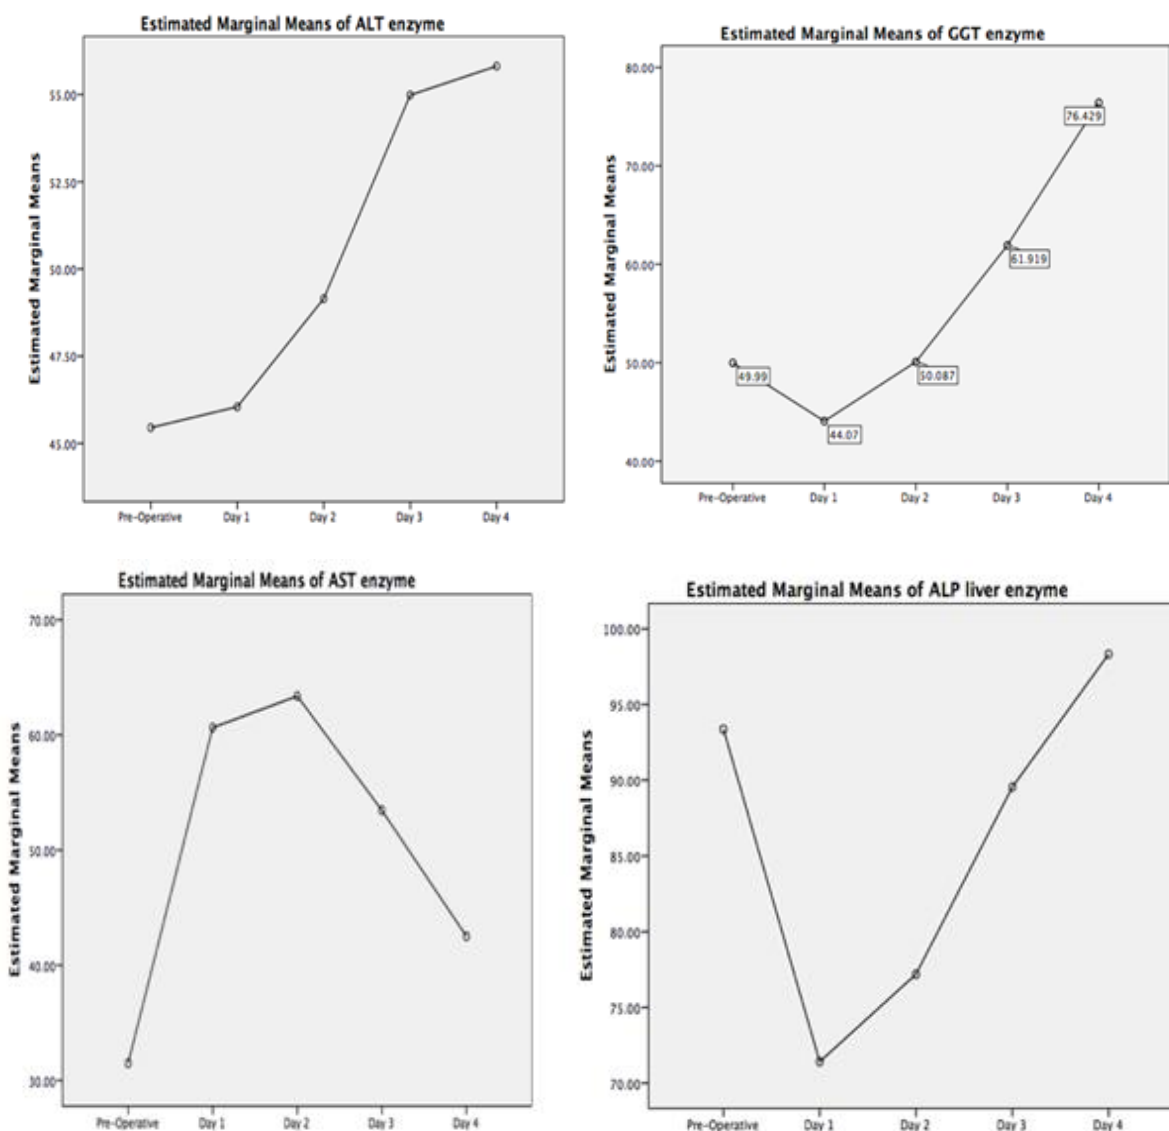 Estimated Marginal Means of ALT enzyme
Estimated Marginal Means
55.00
52.50
50.00
47.50
45.00
Pre-Operative Day 1 Day 2 Day 3 Day 4
Estimated Marginal Means of GGT enzyme
Estimated Marginal Means
80.00
70.00
60.00
50.00
40.00
49.99
44.07
50.087
61.919
76.429
Pre-Operative Day 1 Day 2 Day 3 Day 4
Estimated Marginal Means of AST enzyme
Estimated Marginal Means
70.00
60.00
50.00
40.00
30.00
Pre-Operative Day 1 Day 2 Day 3 Day 4
Estimated Marginal Means of ALP liver enzyme
Estimated Marginal Means
100.00
95.00
90.00
85.00
80.00
75.00
70.00
Pre-Operative Day 1 Day 2 Day 3 Day 4